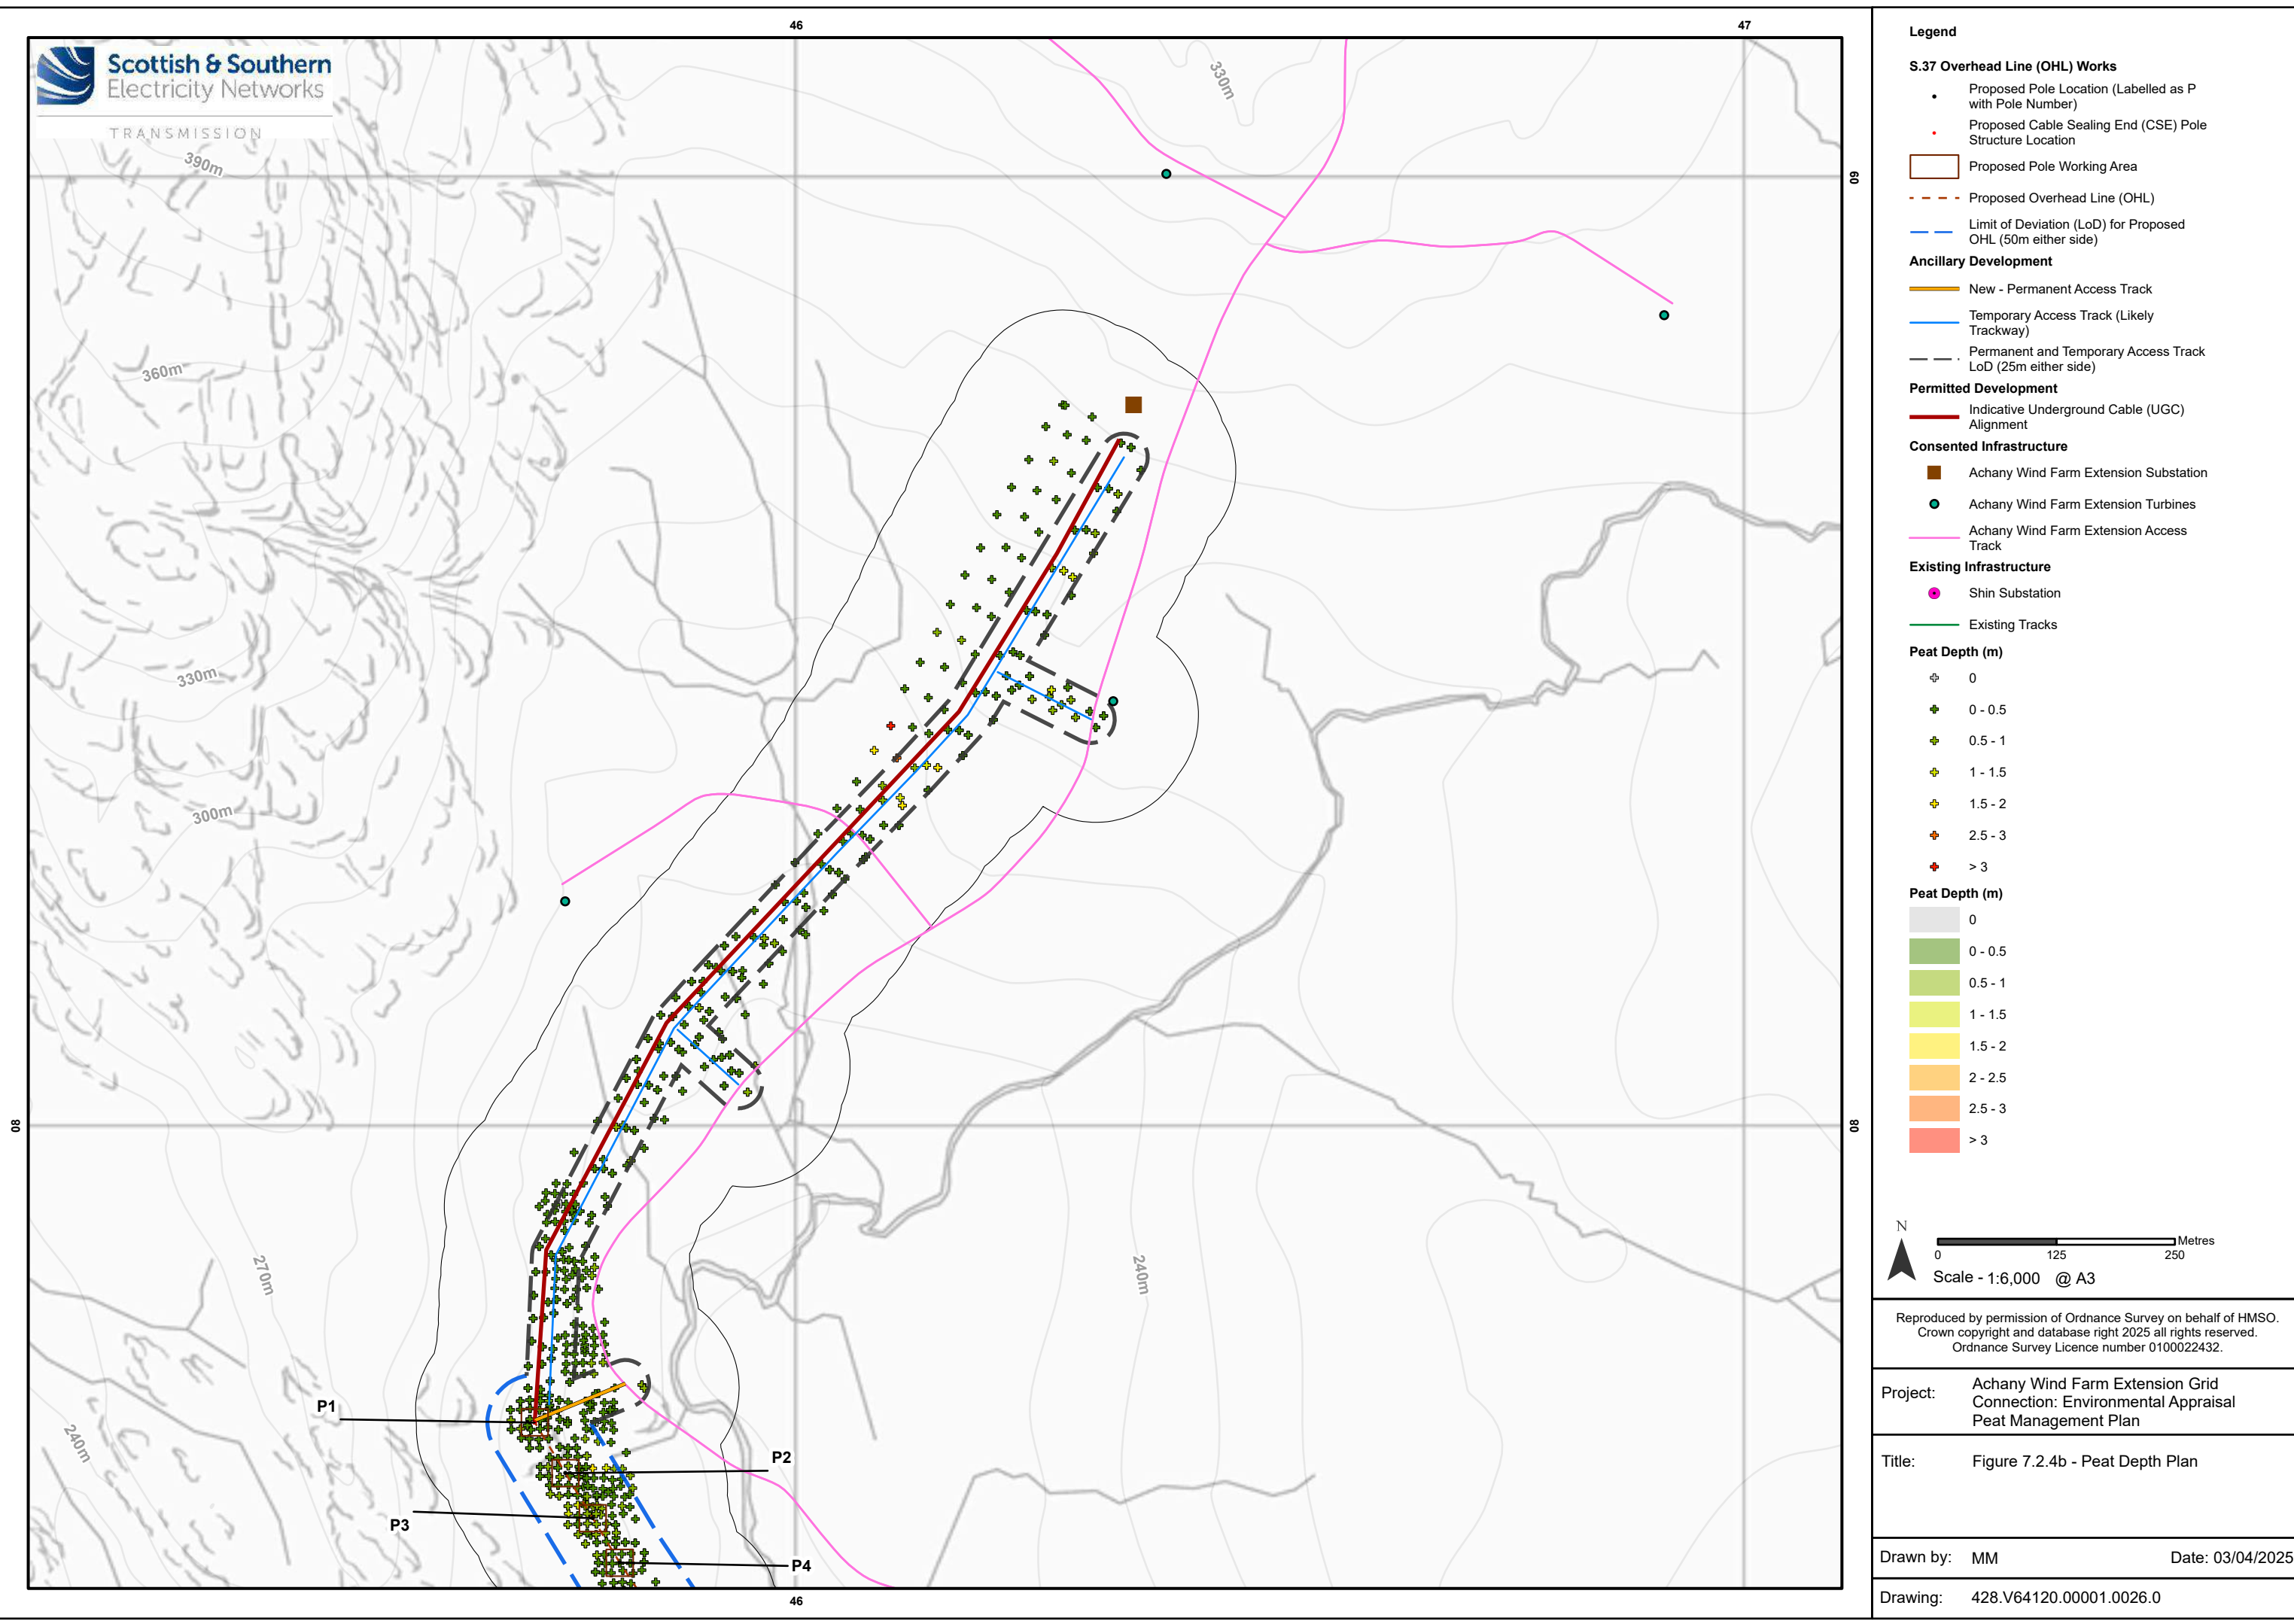 46
47
Scottish & Southern
Electricity Networks
TRANSMISSION
330m
390m
09
360m
330m
300m
08
08
270m
240m
240m
P1
P2
P3
P4
46
Legend
S.37 Overhead Line (OHL) Works
Proposed Pole Location (Labelled as P
with Pole Number)
Proposed Cable Sealing End (CSE) Pole
Structure Location
Proposed Pole Working Area
Proposed Overhead Line (OHL)
Limit of Deviation (LoD) for Proposed
OHL (50m either side)
Ancillary Development
New - Permanent Access Track
Temporary Access Track (Likely
Trackway)
Permanent and Temporary Access Track
LoD (25m either side)
Permitted Development
Indicative Underground Cable (UGC)
Alignment
Consented Infrastructure
Achany Wind Farm Extension Substation
Achany Wind Farm Extension Turbines
Achany Wind Farm Extension Access
Track
Existing Infrastructure
Shin Substation
Existing Tracks
Peat Depth (m)
0
0 - 0.5
0.5 - 1
1 - 1.5
1.5 - 2
2.5 - 3
> 3
Peat Depth (m)
0
0 - 0.5
0.5 - 1
1 - 1.5
1.5 - 2
2 - 2.5
2.5 - 3
> 3
N
Metres
0 125 250
Scale - 1:6,000 @ A3
Reproduced by permission of Ordnance Survey on behalf of HMSO.
Crown copyright and database right 2025 all rights reserved.
Ordnance Survey Licence number 0100022432.
Project: Achany Wind Farm Extension Grid
Connection: Environmental Appraisal
Peat Management Plan
Title: Figure 7.2.4b - Peat Depth Plan
Drawn by: MM Date: 03/04/2025
Drawing: 428.V64120.00001.0026.0